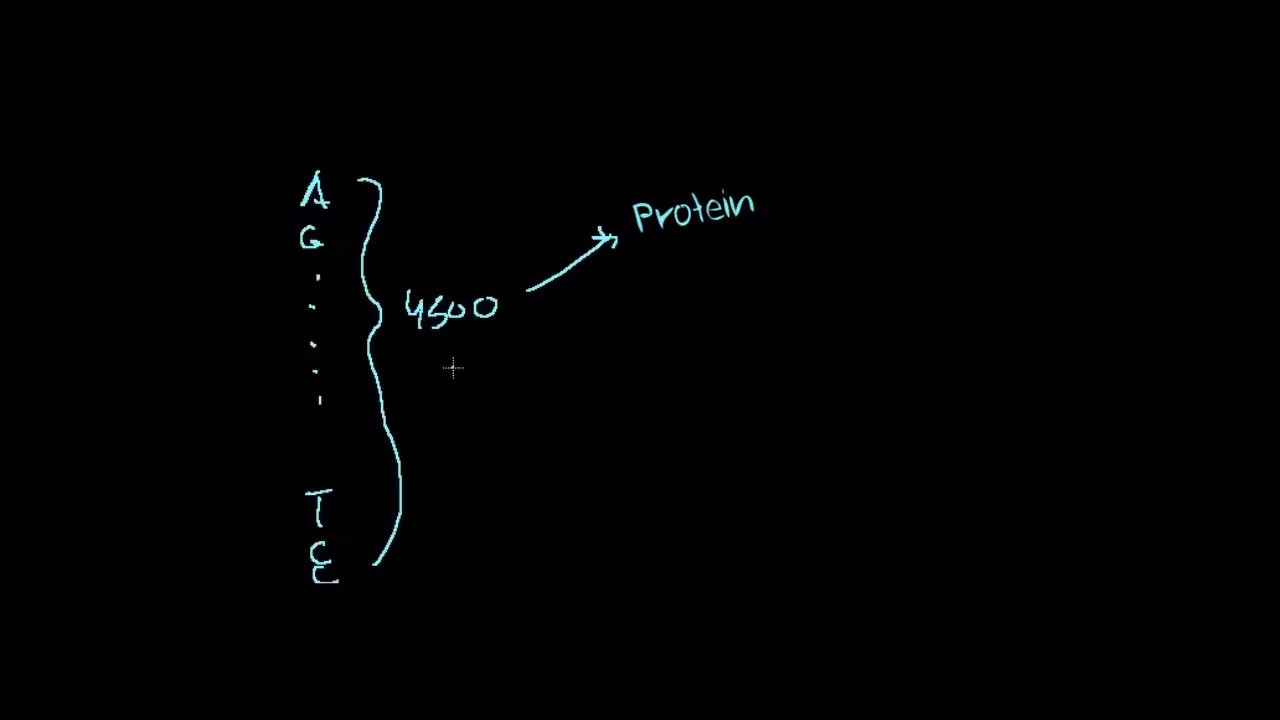 A
G
.
.
.
.
.
T
C
C
4500
Protein